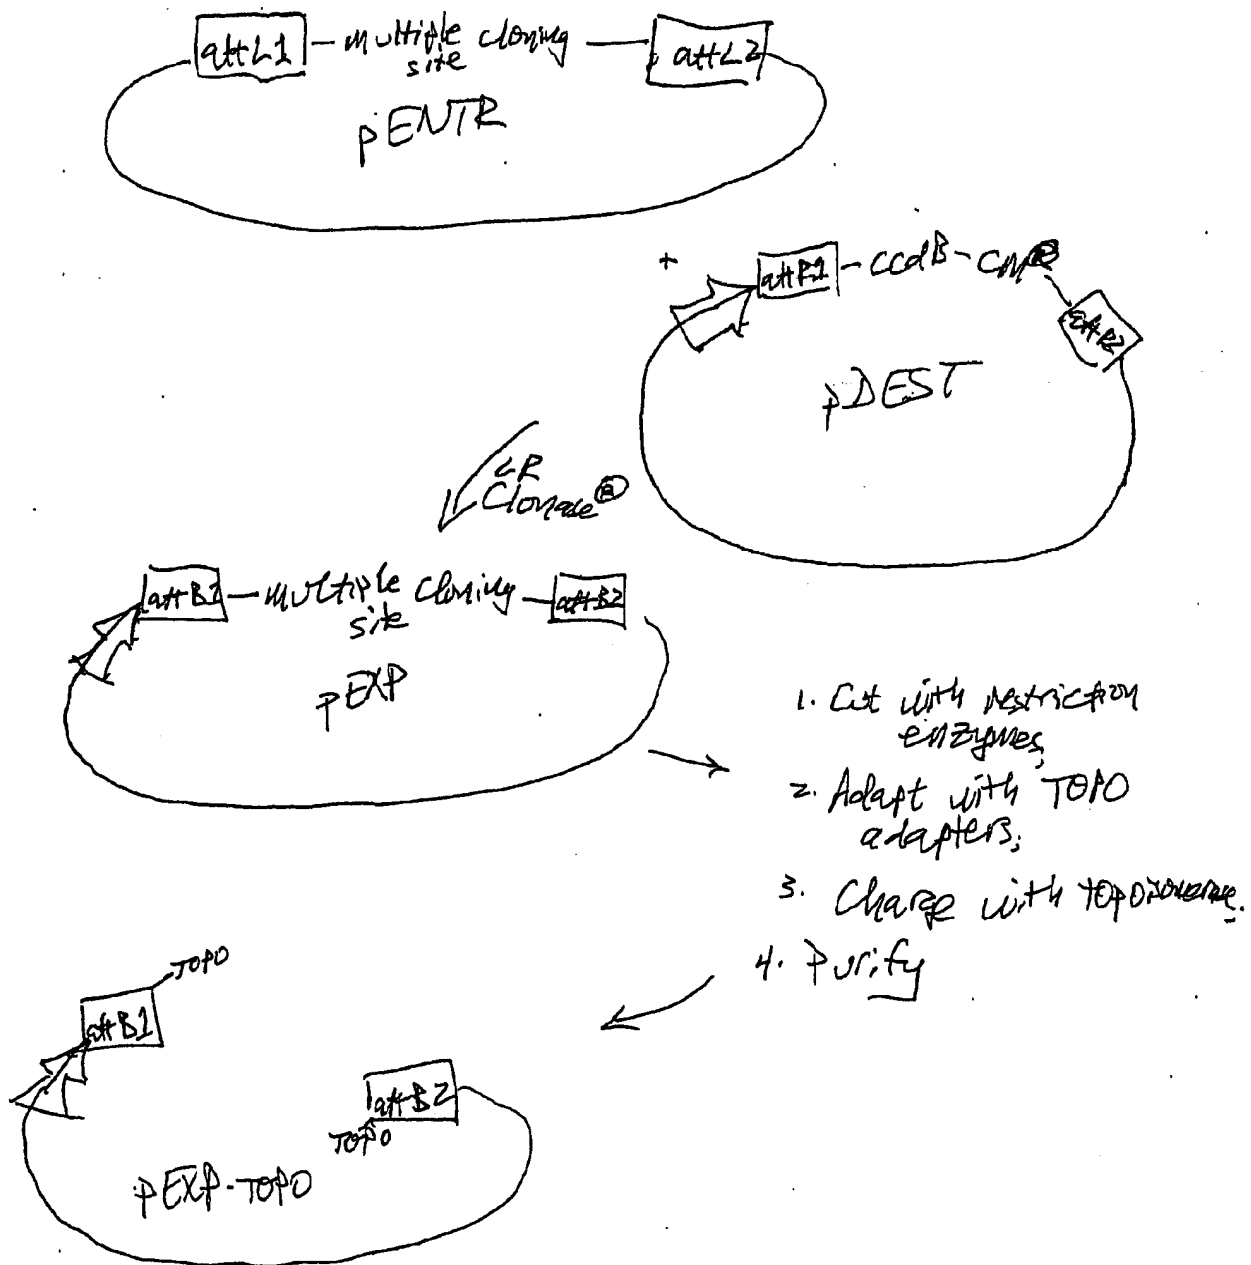 attL1 - multiple cloning site - attL2
pENTR
+
attR1 - ccdB - CmR
attR2
pDEST
LR
Clonase®
attB1 - multiple cloning site - attB2
pEXP
1. Cut with restriction
enzymes;
2. Adapt with TOPO
adapters;
3. Charge with topoisomerase.
4. Purify
TOPO
attB1
attB2
TOPO
pEXP-TOPO